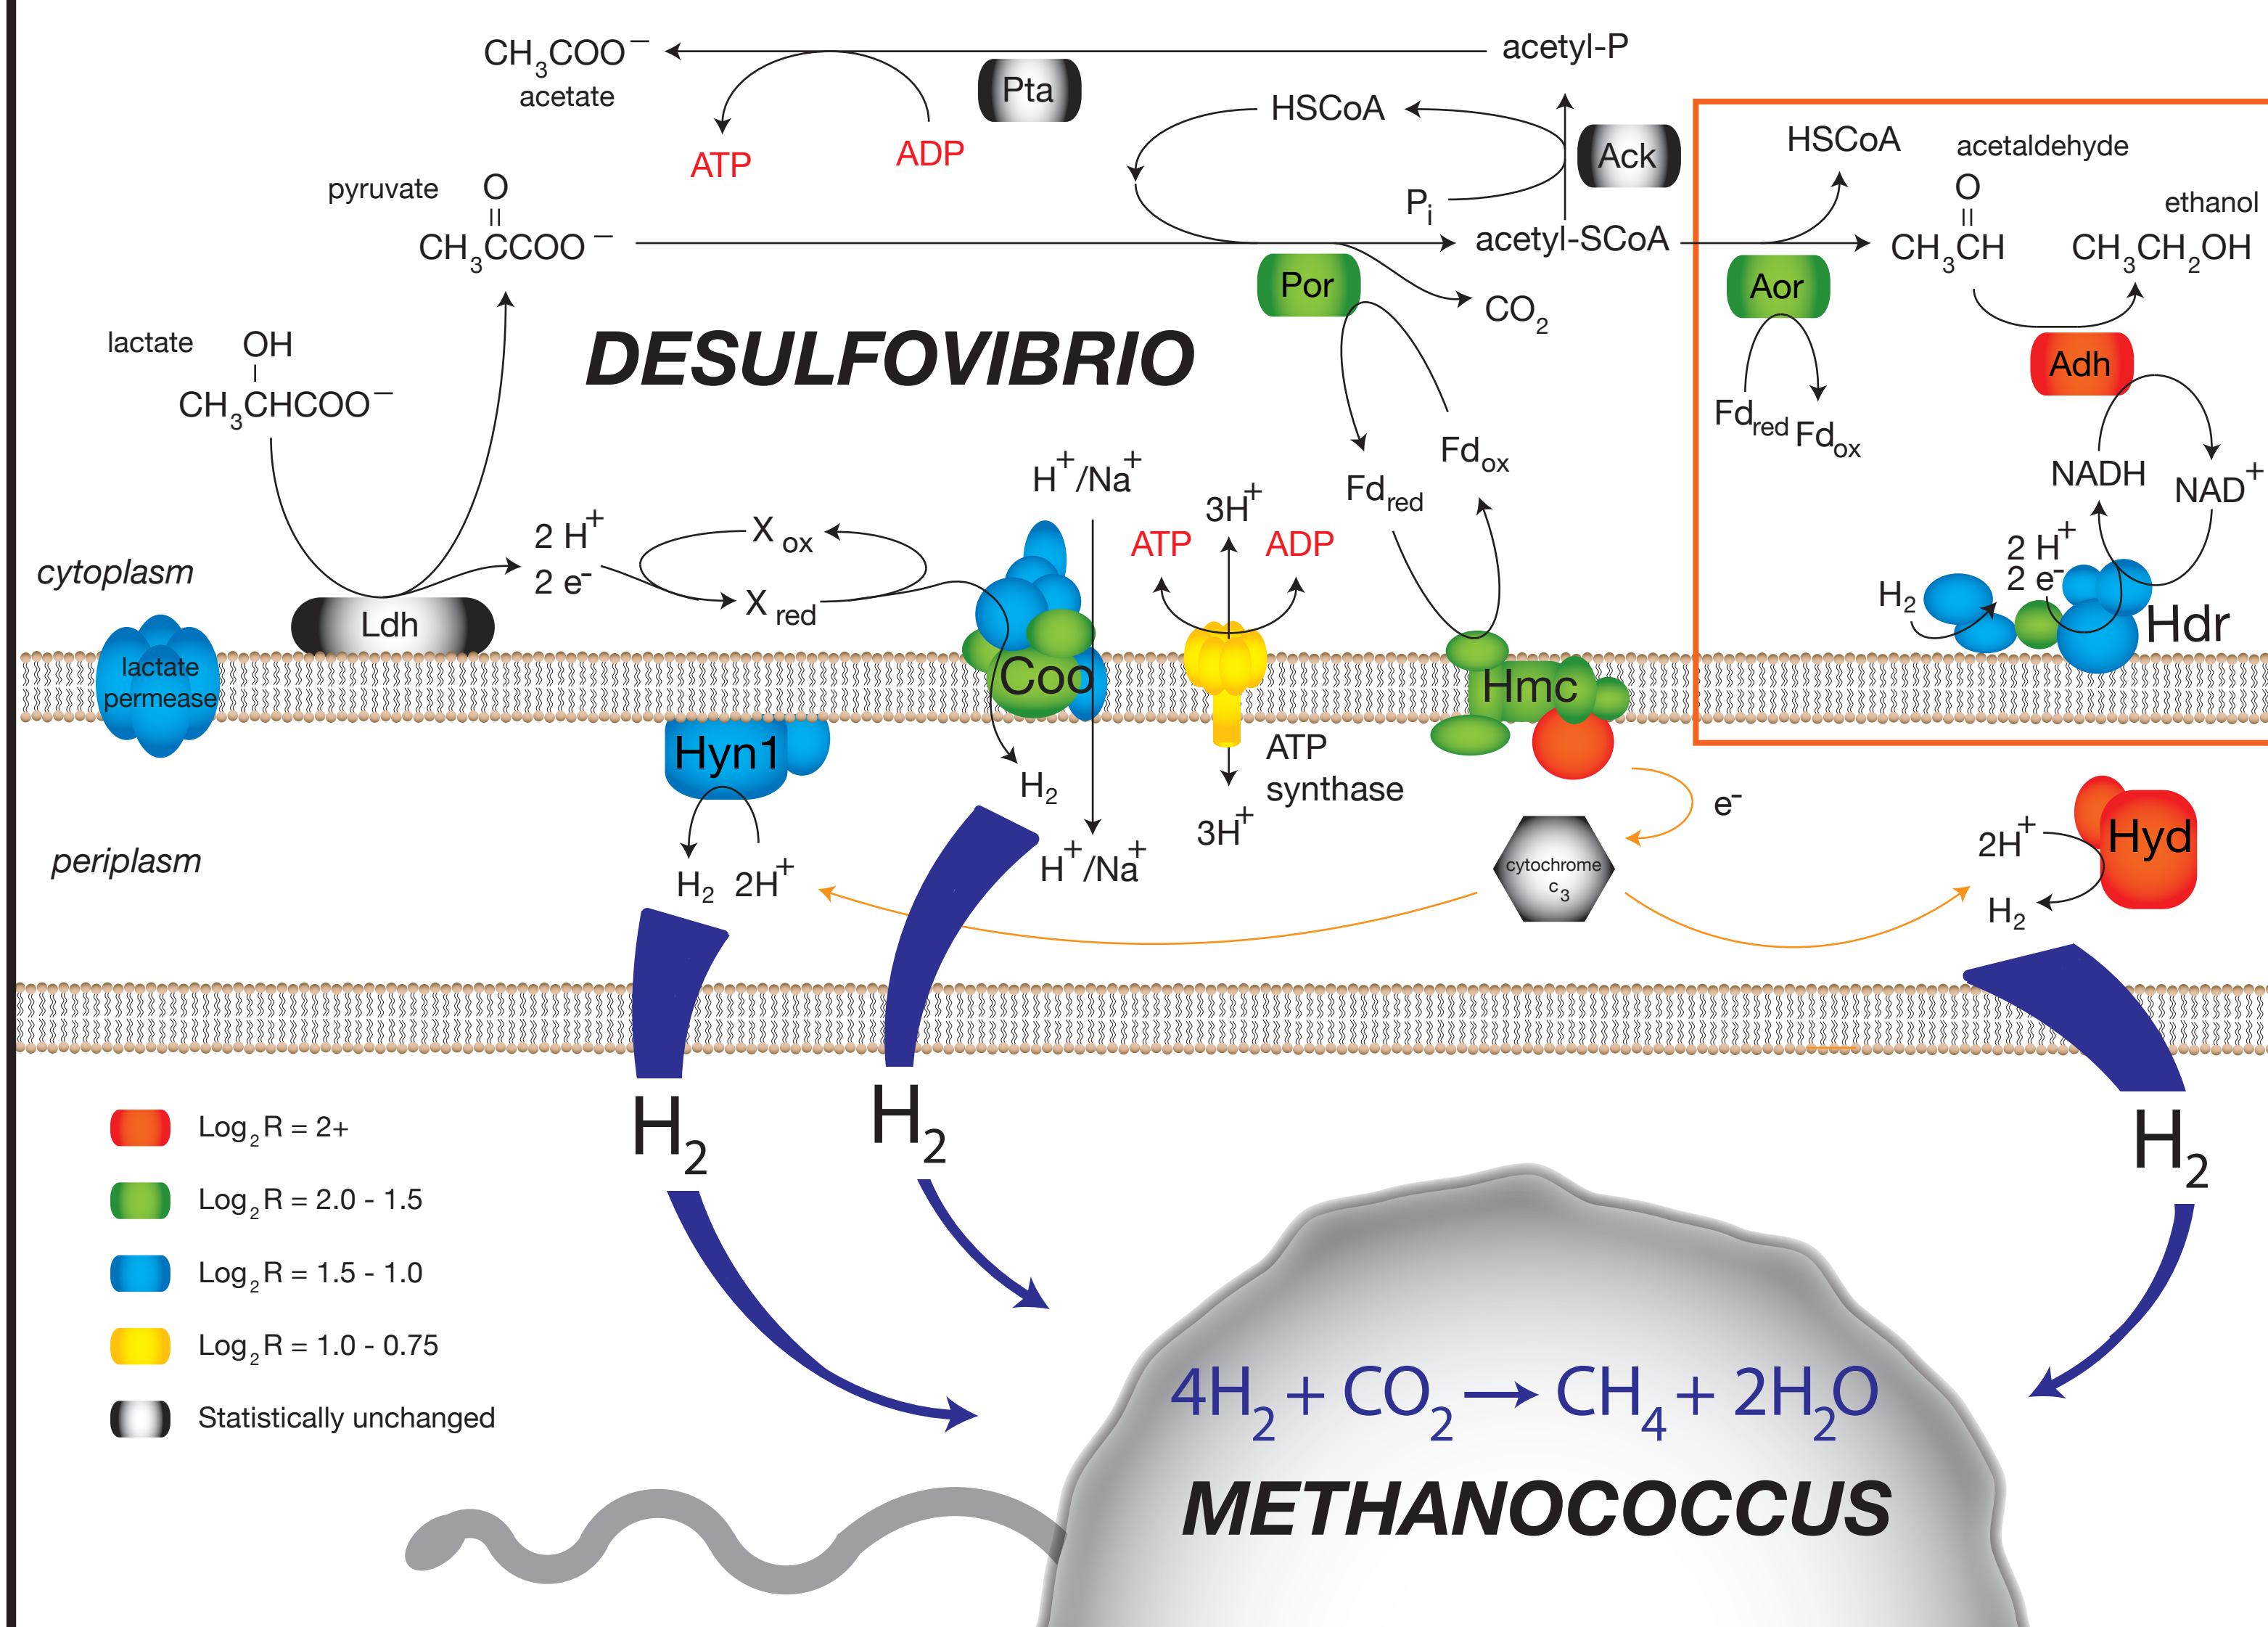 CH3COO–
acetate
Pta
acetyl-P
ATP
ADP
HSCoA
Ack
Pi
pyruvate
O
CH3CCOO–
acetyl-SCoA
HSCoA
acetaldehyde
O
CH3CH
ethanol
CH3CH2OH
Por
CO2
Aor
Adh
Fdred
Fdox
lactate
OH
CH3CHCOO–
DESULFOVIBRIO
Fdox
Fdred
NADH
NAD+
H+/Na+
3H+
ATP
ADP
2 H+
2 e-
X ox
X red
cytoplasm
Ldh
lactate
permease
Coo
Hmc
H2
2 H+
2 e-
Hdr
Hyn1
H2
ATP
synthase
3H+
H+/Na+
e-
cytochrome
c3
2H+
Hyd
H2
periplasm
H2 2H+
H2
H2
H2
Log2R = 2+
Log2R = 2.0 - 1.5
Log2R = 1.5 - 1.0
Log2R = 1.0 - 0.75
Statistically unchanged
4H2 + CO2 → CH4 + 2H2O
METHANOCOCCUS